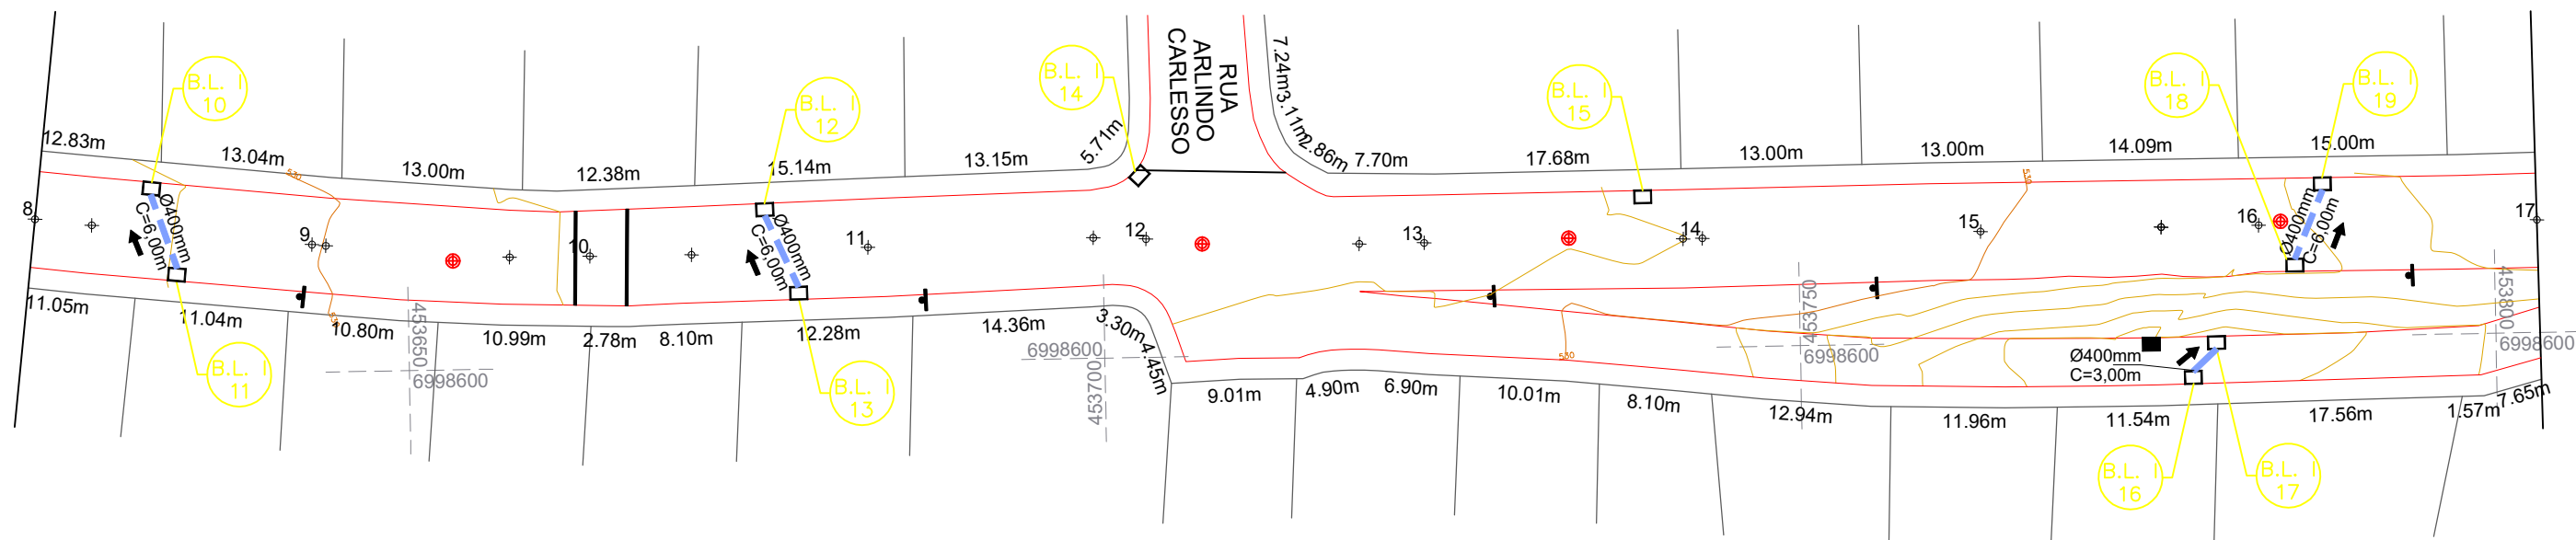 B.L. I
10
B.L. I
12
B.L. I
14
RUA
ARLINDO
CARLESSO
7.24m
3.11m
2.86m
B.L. I
15
B.L. I
18
B.L. I
19
12.83m
13.04m
13.00m
12.38m
15.14m
13.15m
5.71m
7.70m
17.68m
13.00m
13.00m
14.09m
15.00m
530
530
8
9
10
11
12
13
14
15
16
17
Ø400mm
C=6,00m
Ø400mm
C=6,00m
Ø400mm
C=6,00m
11.05m
11.04m
530
10.80m
453650
6998600
10.99m
2.78m
8.10m
12.28m
14.36m
3.30m
4.45m
6998600
453700
530
453750
6998600
Ø400mm
C=3,00m
453800
6998600
9.01m
4.90m
6.90m
10.01m
8.10m
12.94m
11.96m
11.54m
17.56m
1.57m
7.65m
B.L. I
11
B.L. I
13
B.L. I
16
B.L. I
17